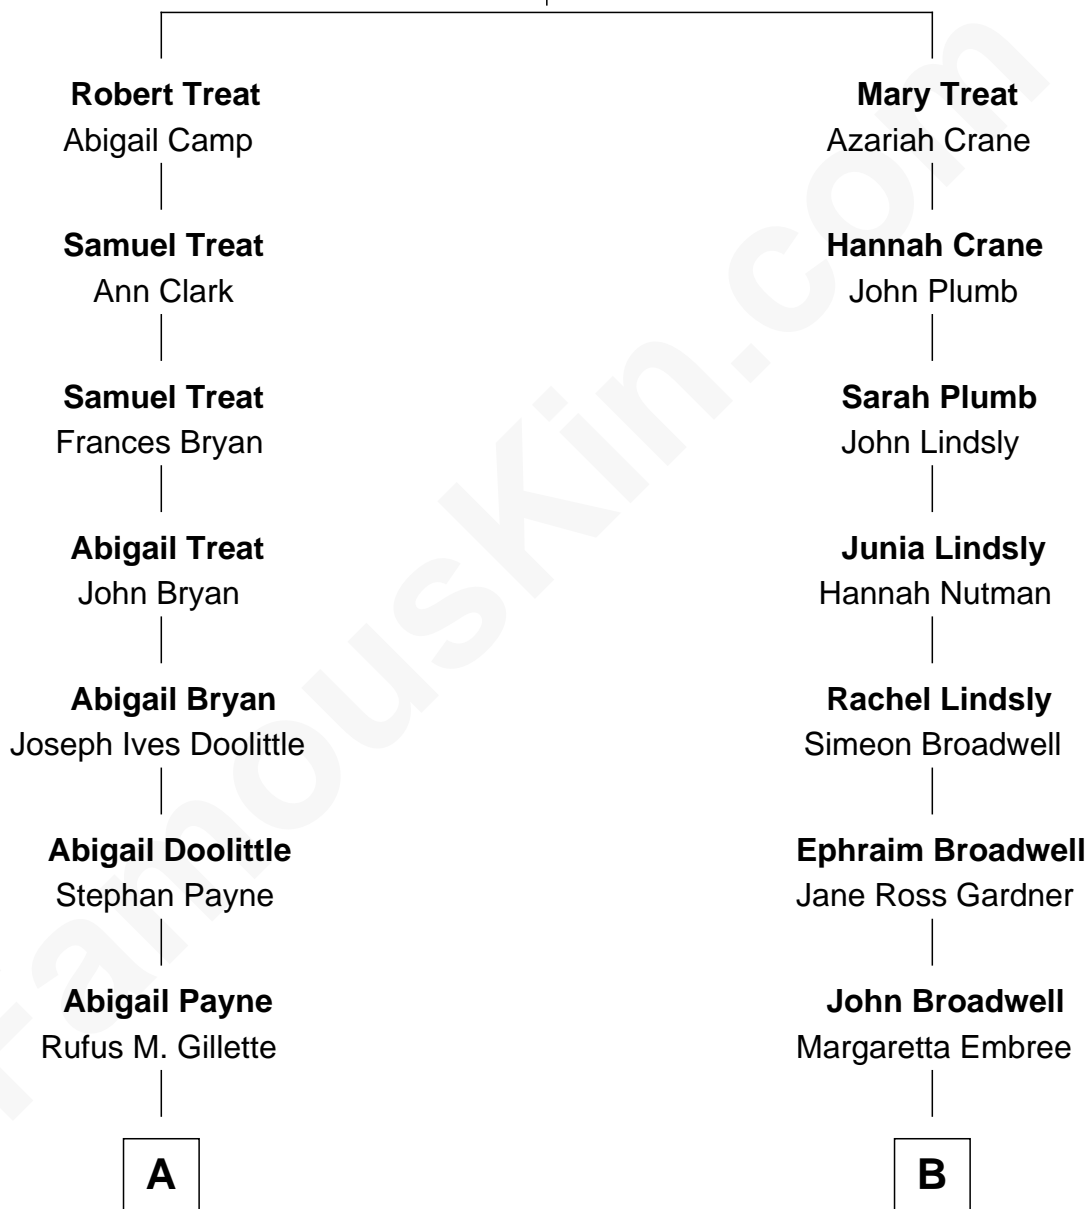 Robert Treat
Abigail Camp
Samuel Treat
Ann Clark
Samuel Treat
Frances Bryan
Abigail Treat
John Bryan
Abigail Bryan
Joseph Ives Doolittle
Abigail Doolittle
Stephan Payne
Abigail Payne
Rufus M. Gillette
A
Mary Treat
Azariah Crane
Hannah Crane
John Plumb
Sarah Plumb
John Lindsly
Junia Lindsly
Hannah Nutman
Rachel Lindsly
Simeon Broadwell
Ephraim Broadwell
Jane Ross Gardner
John Broadwell
Margaretta Embree
B
FamousKin.com